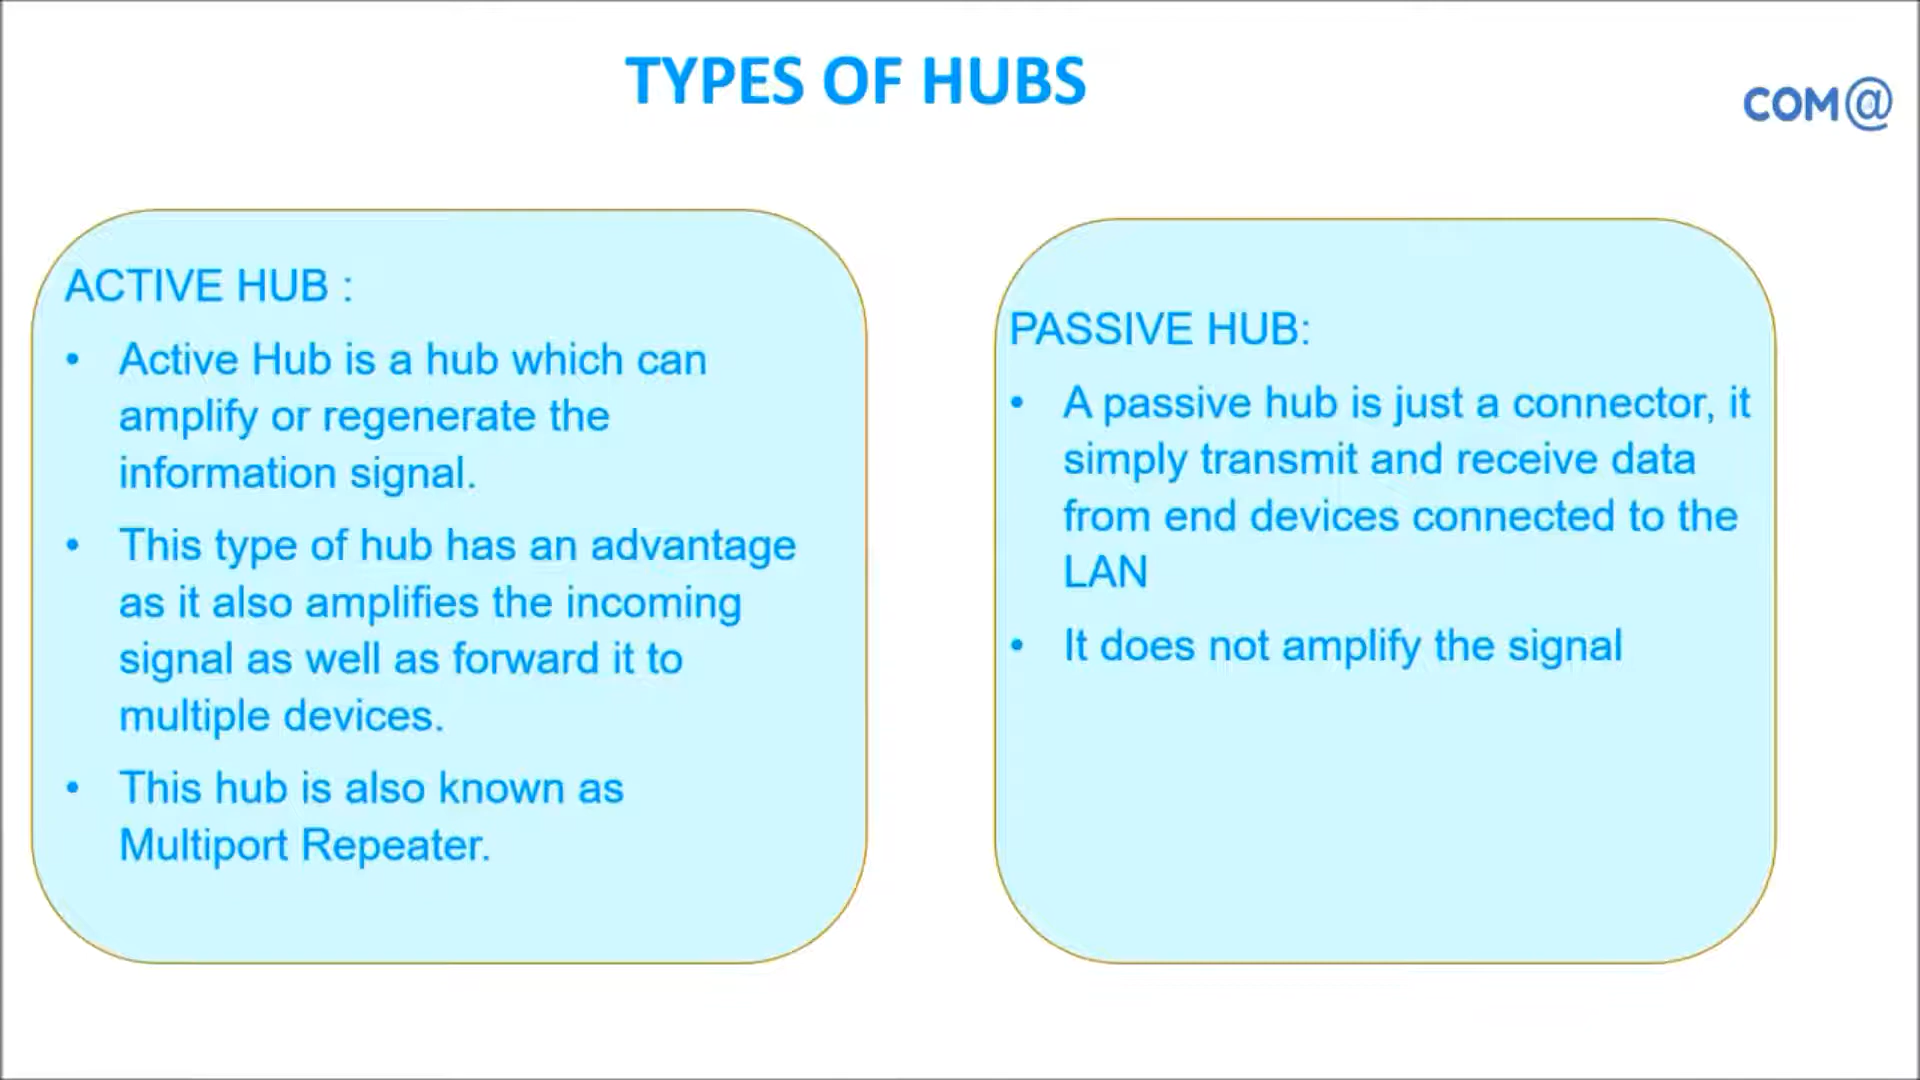 TYPES OF HUBS
COM@
ACTIVE HUB :
• Active Hub is a hub which can
amplify or regenerate the
information signal.
• This type of hub has an advantage
as it also amplifies the incoming
signal as well as forward it to
multiple devices.
• This hub is also known as
Multiport Repeater.
PASSIVE HUB:
• A passive hub is just a connector, it
simply transmit and receive data
from end devices connected to the
LAN
• It does not amplify the signal